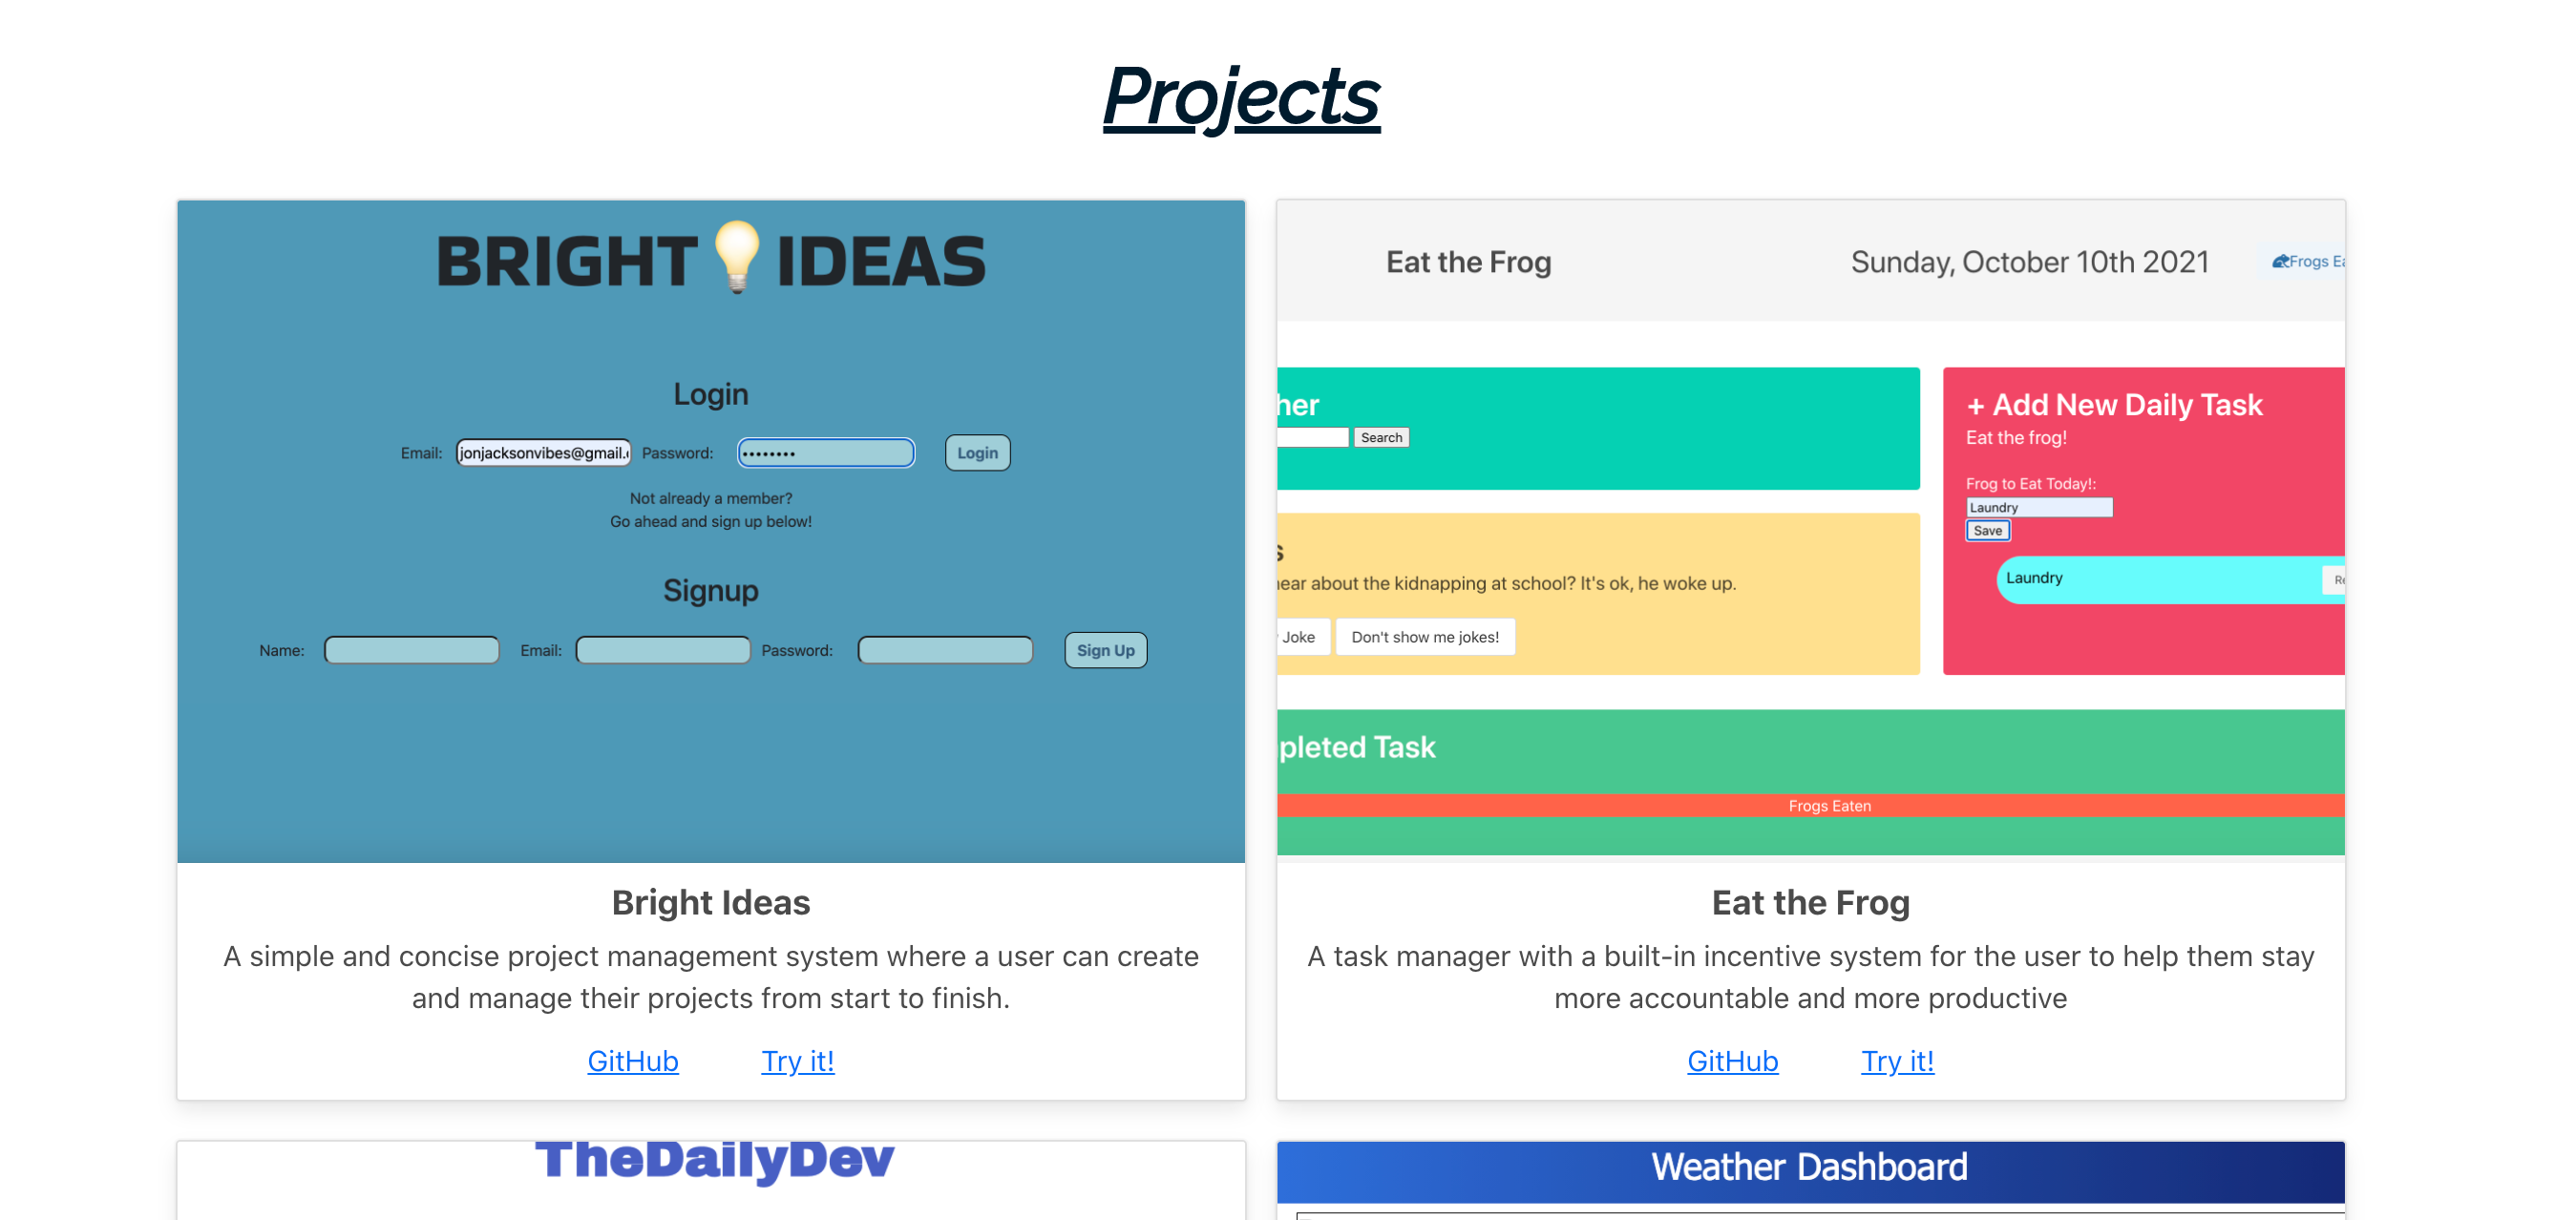 Projects
BRIGHT IDEAS
Login
Email: jonjacksonvibes@gmail. Password: •••••••• Login
Not already a member?
Go ahead and sign up below!
Signup
Name: Email: Password: Sign Up
Bright Ideas
A simple and concise project management system where a user can create
and manage their projects from start to finish.
GitHub Try it!
Eat the Frog Sunday, October 10th 2021 Frogs Ea
her
Search
+ Add New Daily Task
Eat the frog!
Frog to Eat Today!:
Laundry
Save
Laundry Re
s
ear about the kidnapping at school? It's ok, he woke up.
Joke Don't show me jokes!
pleted Task
Frogs Eaten
Eat the Frog
A task manager with a built-in incentive system for the user to help them stay
more accountable and more productive
GitHub Try it!
TheDailyDev
Weather Dashboard